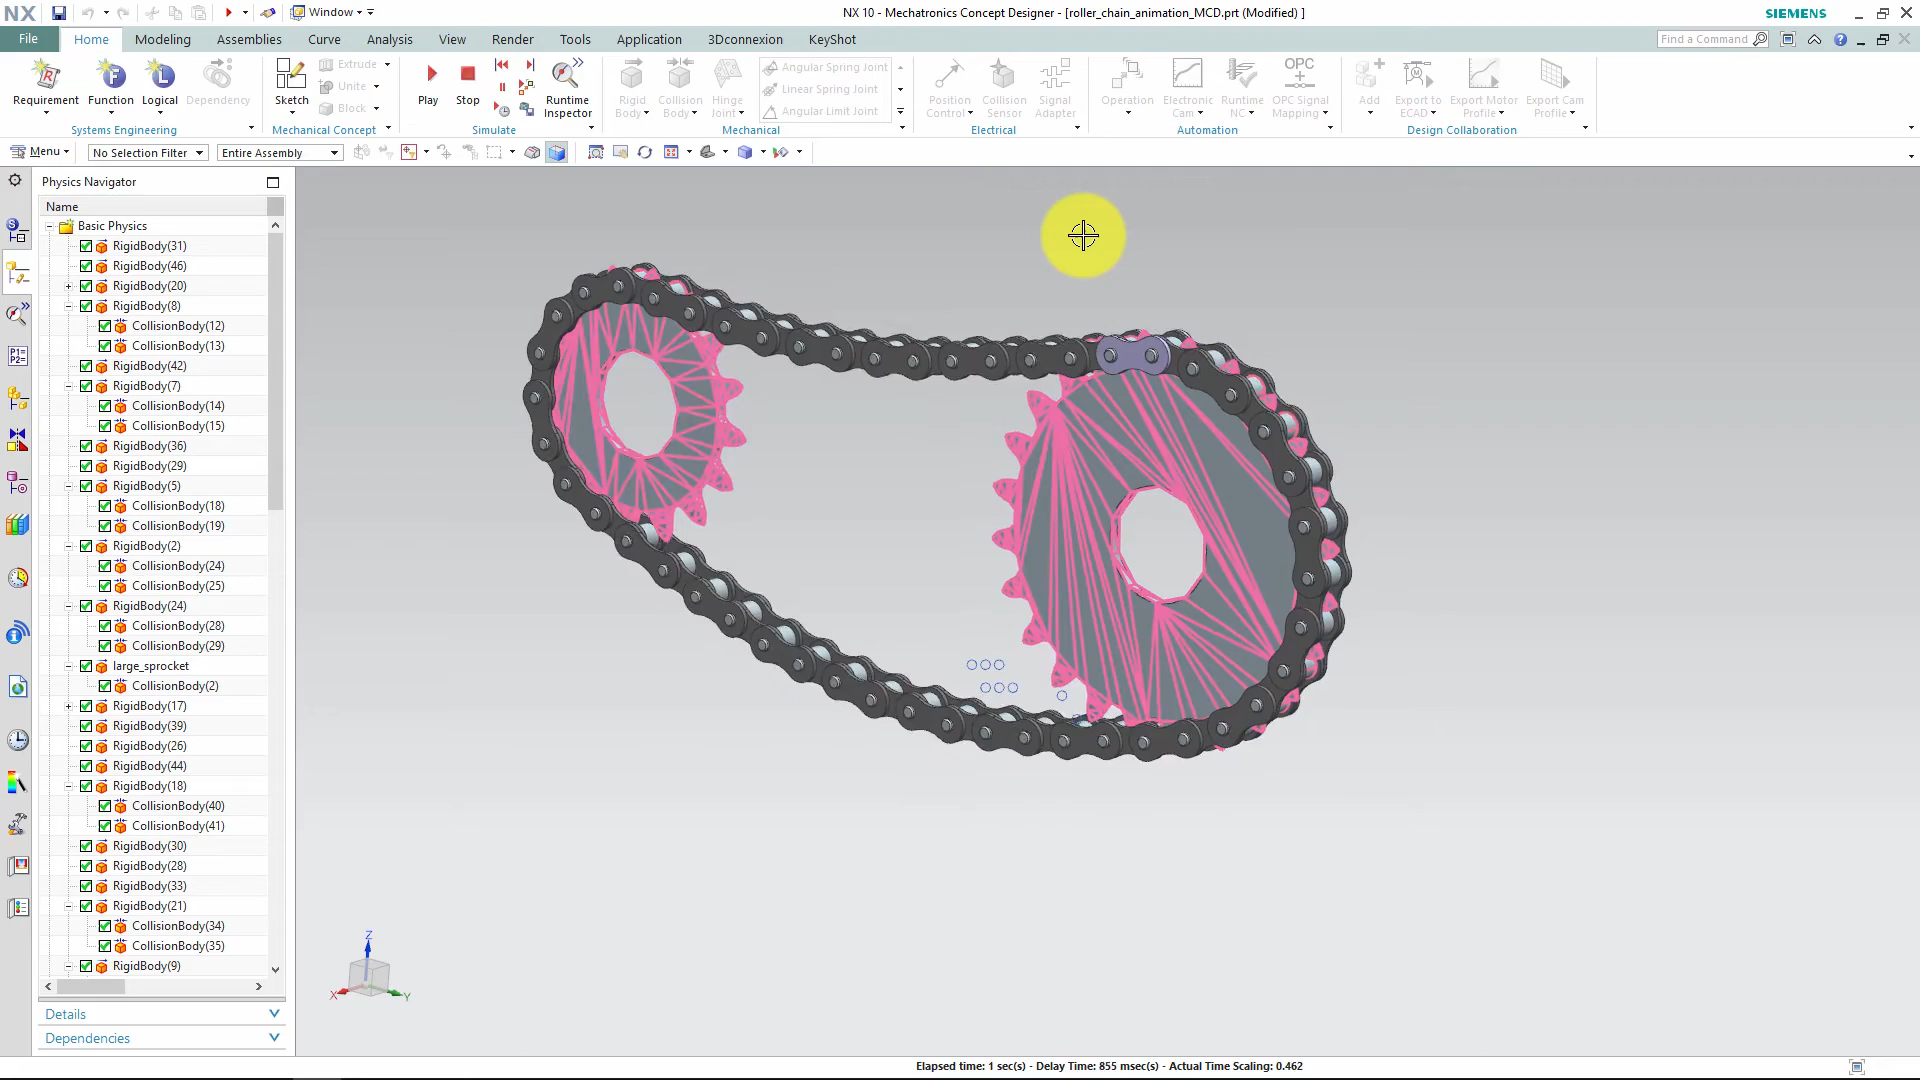 NX
Window
NX 10 - Mechatronics Concept Designer - [roller_chain_animation_MCD.prt (Modified) ]
SIEMENS
File
Home
Modeling
Assemblies
Curve
Analysis
View
Render
Tools
Application
3Dconnexion
KeyShot
Find a Command
Requirement
Function
Logical
Dependency
Systems Engineering
Sketch
Extrude
Unite
Block
Mechanical Concept
Play
Stop
Runtime Inspector
Simulate
Rigid Body
Collision Body
Hinge Joint
Angular Spring Joint
Linear Spring Joint
Angular Limit Joint
Mechanical
Position Control
Collision Sensor
Signal Adapter
Electrical
Operation
Electronic Cam
Runtime NC
OPC Signal Mapping
Automation
Add
Export to ECAD
Export Motor Profile
Export Cam Profile
Design Collaboration
Menu
No Selection Filter
Entire Assembly
Physics Navigator
Name
Basic Physics
RigidBody(31)
RigidBody(46)
RigidBody(20)
RigidBody(8)
CollisionBody(12)
CollisionBody(13)
RigidBody(42)
RigidBody(7)
CollisionBody(14)
CollisionBody(15)
RigidBody(36)
RigidBody(29)
RigidBody(5)
CollisionBody(18)
CollisionBody(19)
RigidBody(2)
CollisionBody(24)
CollisionBody(25)
RigidBody(24)
CollisionBody(28)
CollisionBody(29)
large_sprocket
CollisionBody(2)
RigidBody(17)
RigidBody(39)
RigidBody(26)
RigidBody(44)
RigidBody(18)
CollisionBody(40)
CollisionBody(41)
RigidBody(30)
RigidBody(28)
RigidBody(33)
RigidBody(21)
CollisionBody(34)
CollisionBody(35)
RigidBody(9)
Details
Dependencies
Z
X
Y
Elapsed time: 1 sec(s) - Delay Time: 855 msec(s) - Actual Time Scaling: 0.462